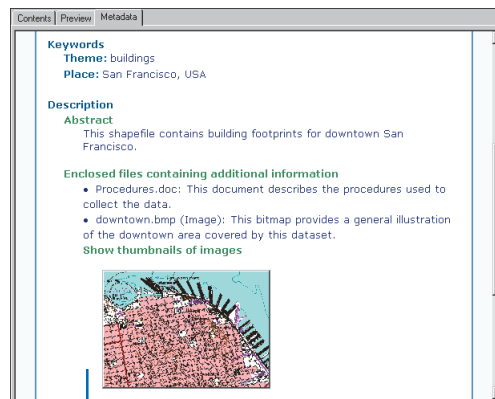 Contents Preview Metadata
Keywords
Theme: buildings
Place: San Francisco, USA
Description
Abstract
This shapefile contains building footprints for downtown San
Francisco.
Enclosed files containing additional information
• Procedures.doc: This document describes the procedures used to
collect the data.
• downtown.bmp (Image): This bitmap provides a general illustration
of the downtown area covered by this dataset.
Show thumbnails of images